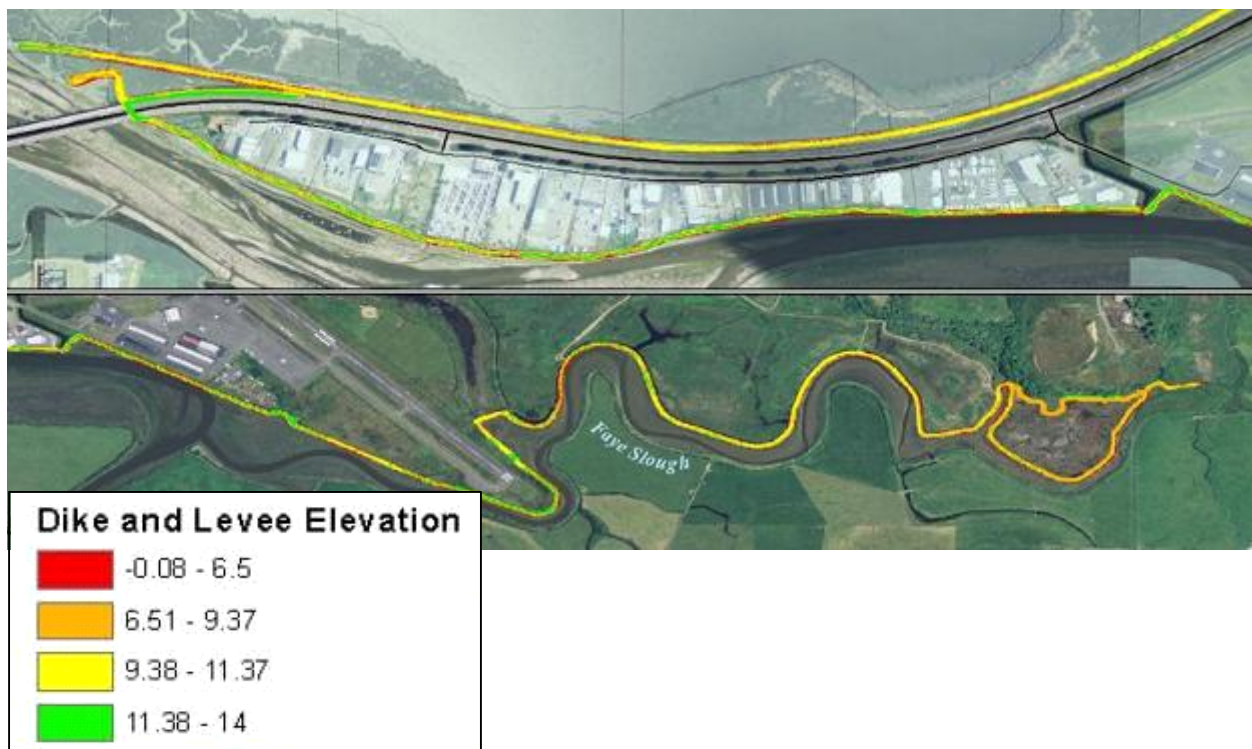 Faye Slough
Dike and Levee Elevation
-0.08 - 6.5
6.51 - 9.37
9.38 - 11.37
11.38 - 14